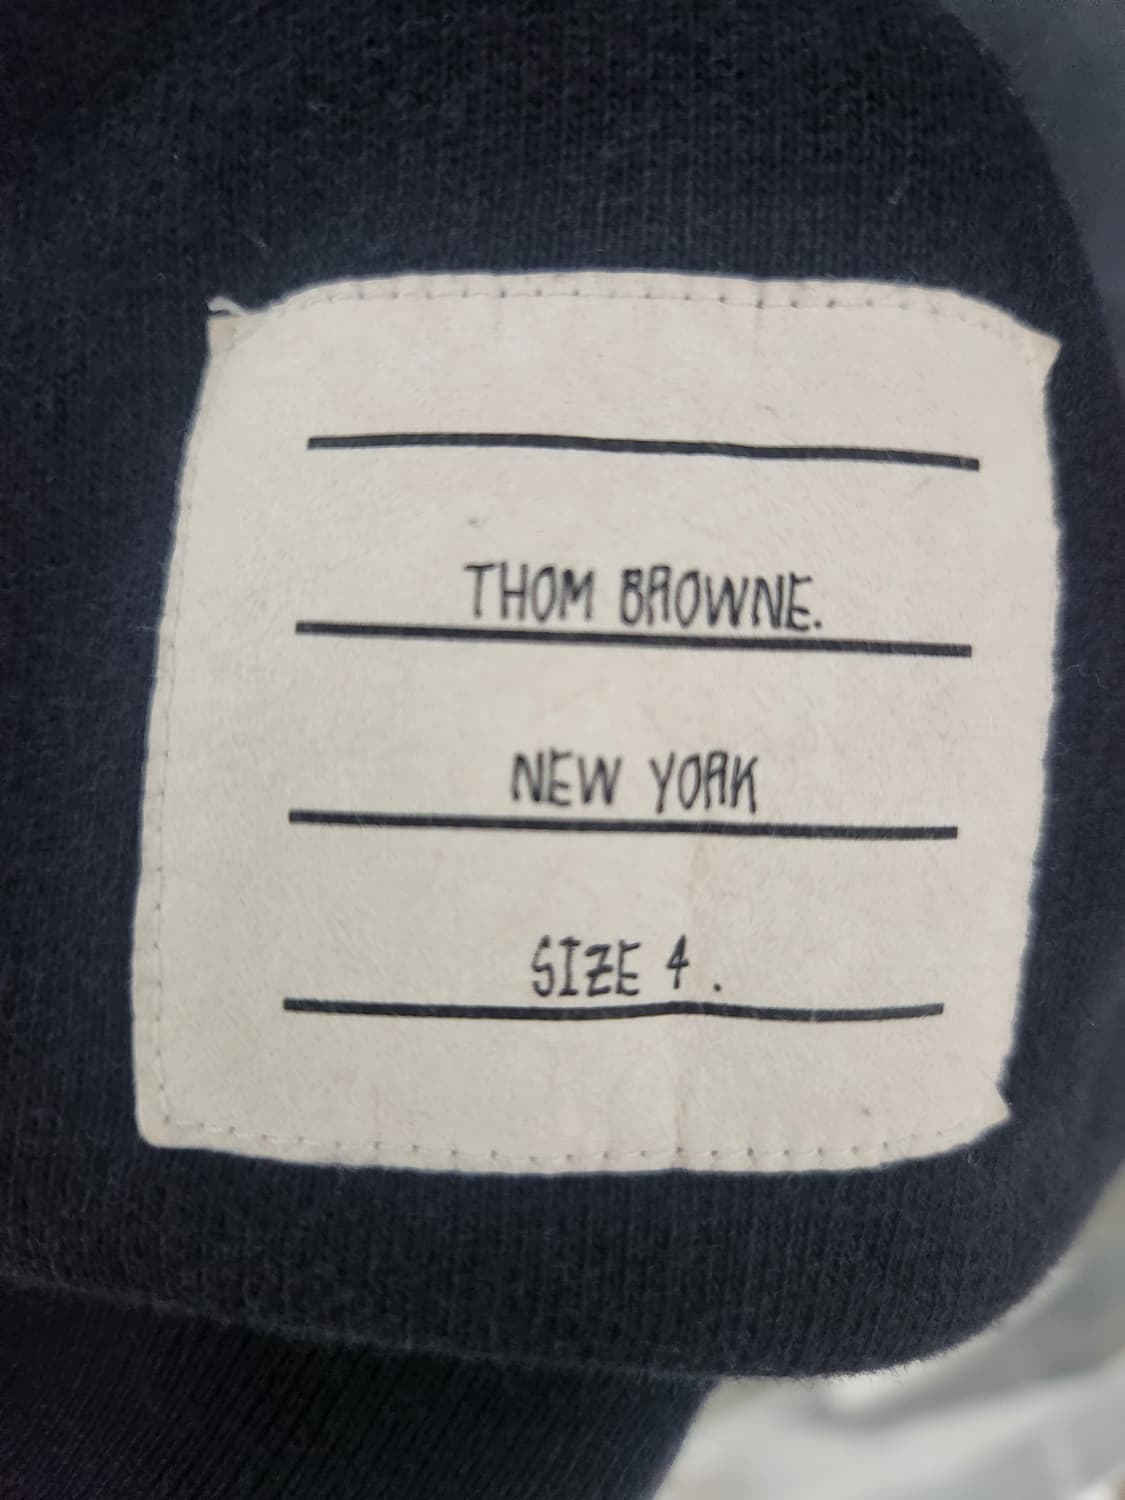 THOM BROWNE.
NEW YORK
SIZE 4.